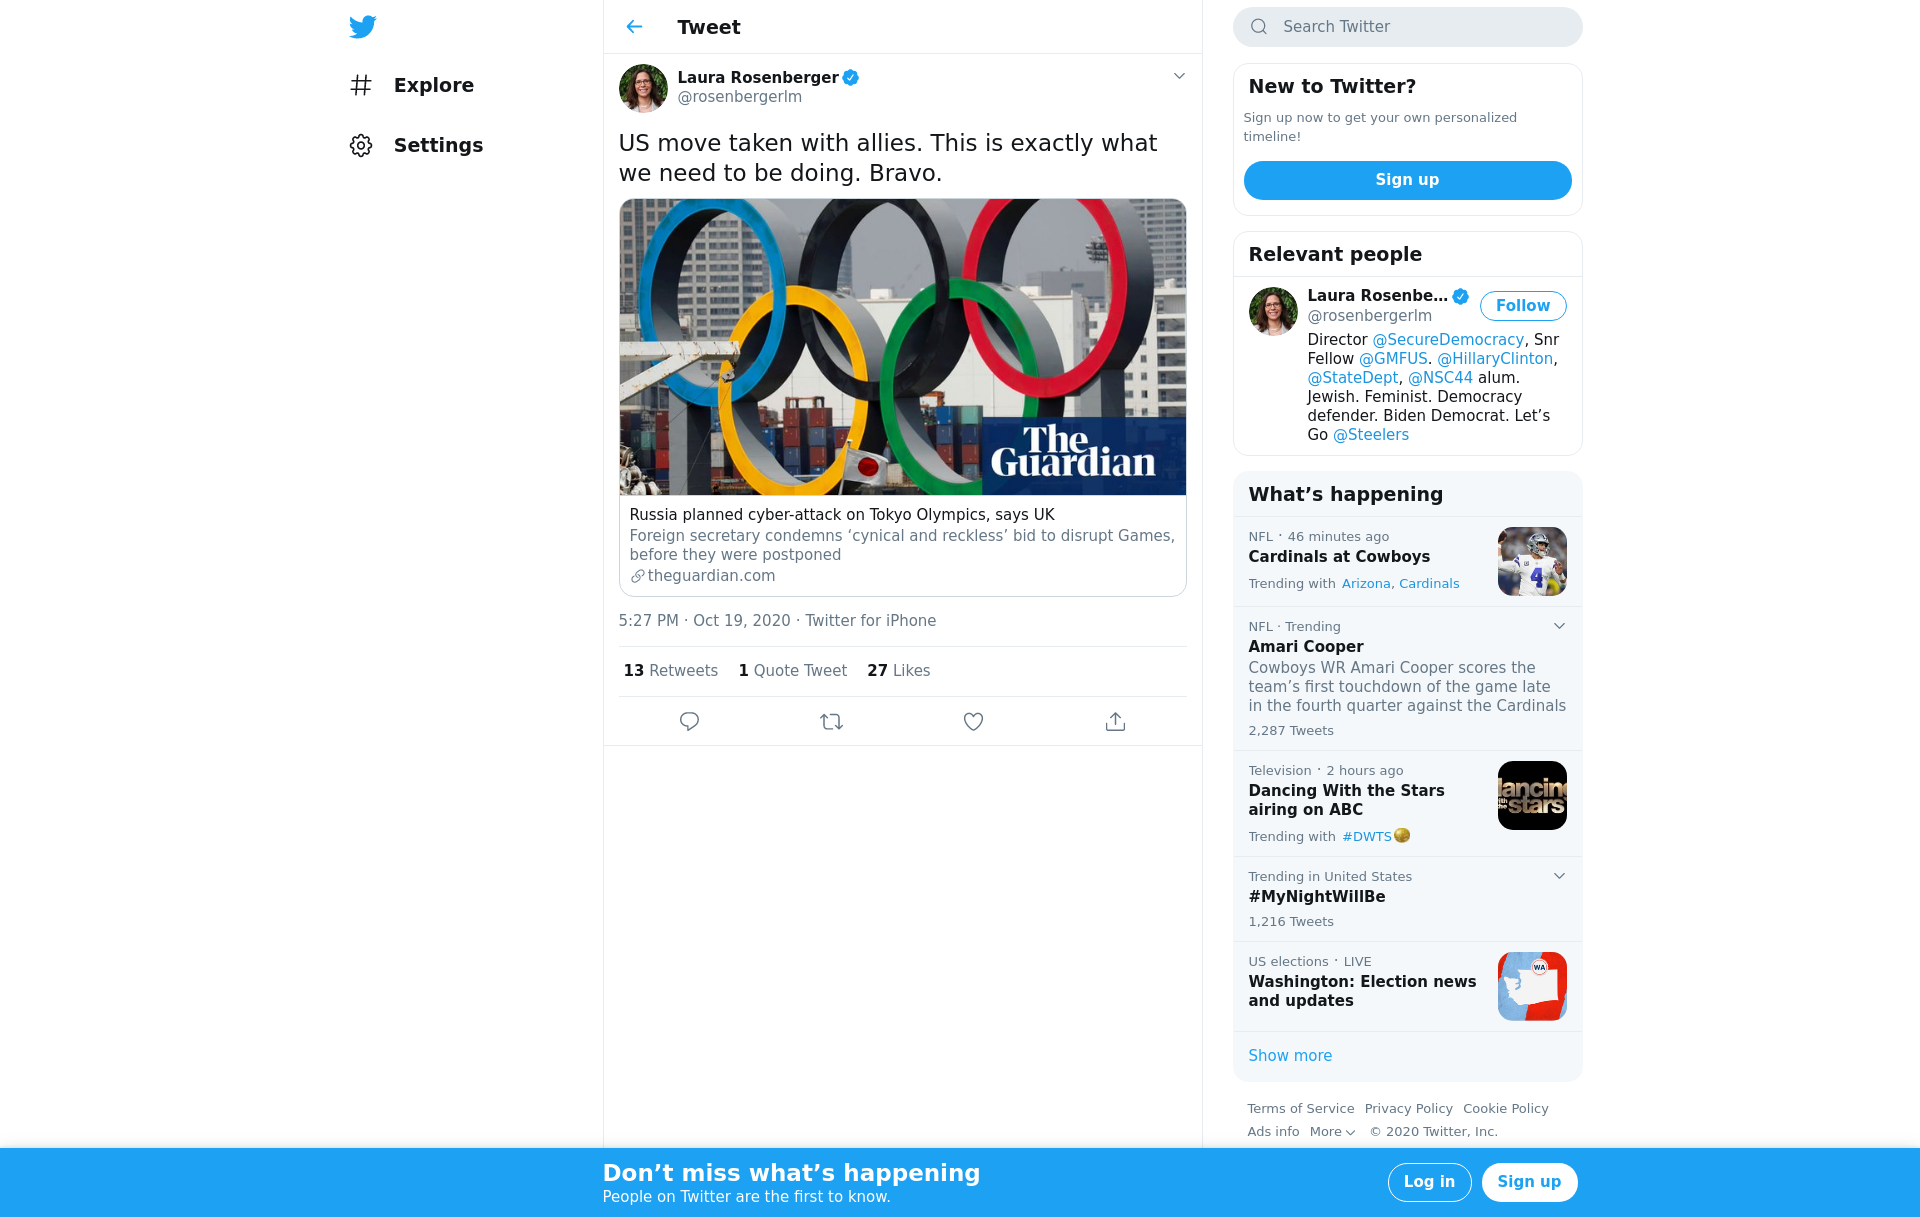 Explore
Settings
Tweet
Laura Rosenberger
@rosenbergerlm
US move taken with allies. This is exactly what
we need to be doing. Bravo.
The
Guardian
Russia planned cyber-attack on Tokyo Olympics, says UK
Foreign secretary condemns ‘cynical and reckless’ bid to disrupt Games,
before they were postponed
theguardian.com
5:27 PM · Oct 19, 2020 · Twitter for iPhone
13 Retweets 1 Quote Tweet 27 Likes
Search Twitter
New to Twitter?
Sign up now to get your own personalized
timeline!
Sign up
Relevant people
Laura Rosenbe...
@rosenbergerlm
Follow
Director @SecureDemocracy, Snr
Fellow @GMFUS. @HillaryClinton,
@StateDept, @NSC44 alum.
Jewish. Feminist. Democracy
defender. Biden Democrat. Let’s
Go @Steelers
What’s happening
NFL · 46 minutes ago
Cardinals at Cowboys
Trending with Arizona, Cardinals
4
NFL · Trending
Amari Cooper
Cowboys WR Amari Cooper scores the
team’s first touchdown of the game late
in the fourth quarter against the Cardinals
2,287 Tweets
Television · 2 hours ago
Dancing With the Stars
airing on ABC
Trending with #DWTS
dancing
with the
stars
Trending in United States
#MyNightWillBe
1,216 Tweets
US elections · LIVE
Washington: Election news
and updates
WA
Show more
Terms of Service Privacy Policy Cookie Policy
Ads info More © 2020 Twitter, Inc.
Don’t miss what’s happening
People on Twitter are the first to know.
Log in
Sign up